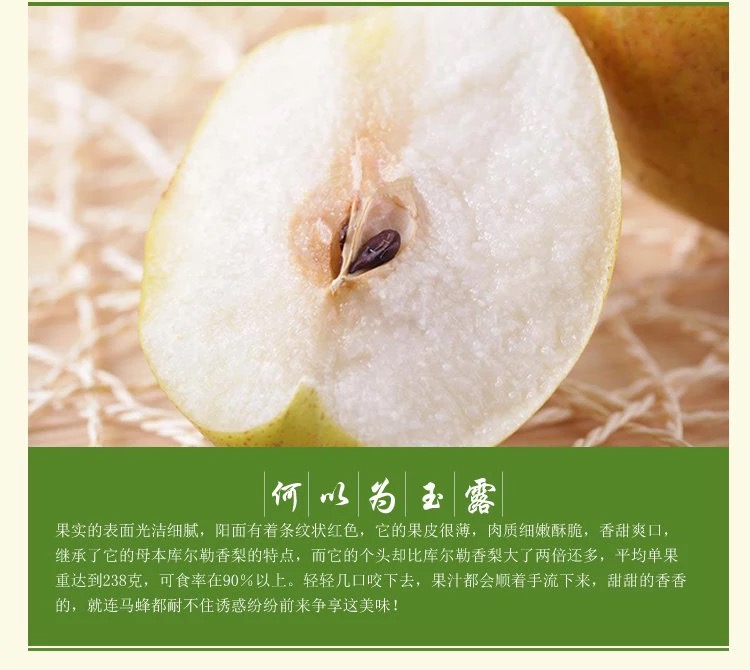 何以为玉露
果实的表面光洁细腻，阳面有着条纹状红色，它的果皮很薄，肉质细嫩酥脆，香甜爽口，
继承了它的母本库尔勒香梨的特点，而它的个头却比库尔勒香梨大了两倍还多，平均单果
重达到238克，可食率在90%以上。轻轻几口咬下去，果汁都会顺着手流下来，甜甜的香香
的，就连马蜂都耐不住诱惑纷纷前来争享这美味！